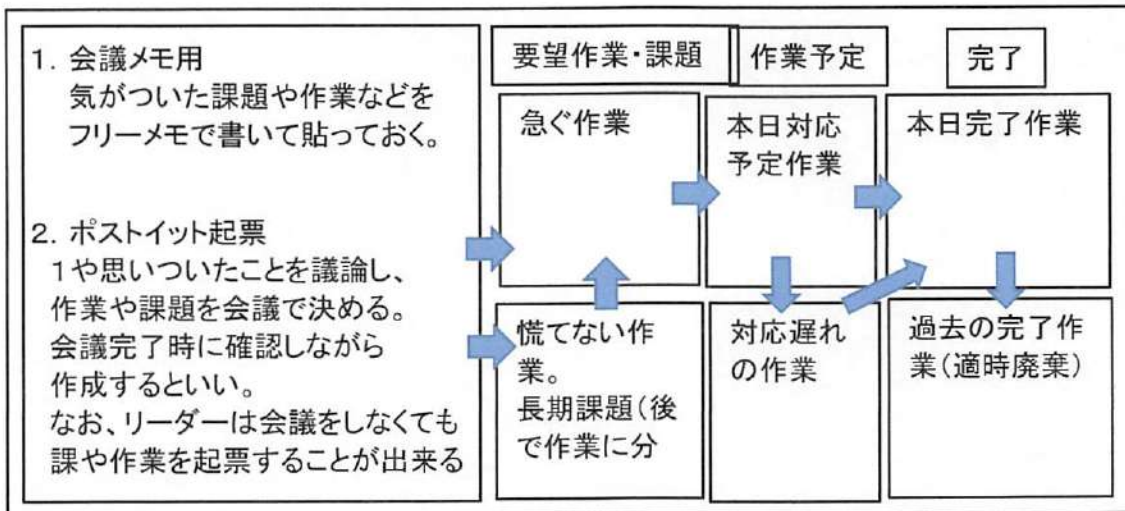 1. 会議メモ用
気がついた課題や作業などを
フリーメモで書いて貼っておく。
2. ポストイット起票
1や思いついたことを議論し、
作業や課題を会議で決める。
会議完了時に確認しながら
作成するといい。
なお、リーダーは会議をしなくても
課や作業を起票することが出来る
要望作業・課題
急ぐ作業
慌てない作
業。
長期課題(後
で作業に分
作業予定
本日対応
予定作業
対応遅れ
の作業
完了
本日完了作業
過去の完了作
業(適時廃棄)